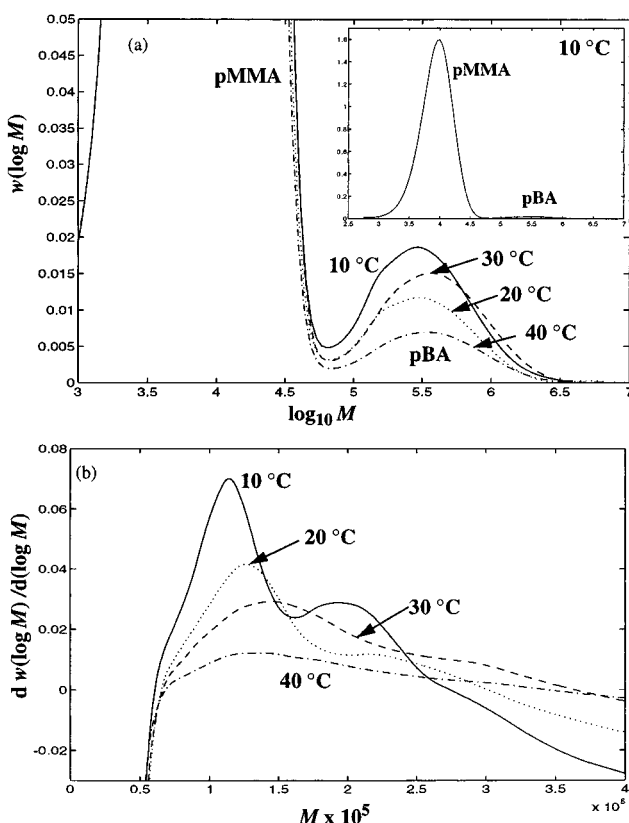 (a)
w(log M)
0.05
0.045
0.04
0.035
0.03
0.025
0.02
0.015
0.01
0.005
0
3
3.5
4
4.5
5
5.5
6
6.5
7
log10 M
pMMA
10 °C
30 °C
20 °C
40 °C
pBA
10 °C
pMMA
pBA
1.6
1.4
1.2
1
0.8
0.6
0.4
0.2
0
2.5
3
3.5
4
4.5
5
5.5
6
6.5
7
(b)
d w(log M) /d(log M)
0.08
0.06
0.04
0.02
0
-0.02
0
0.5
1
1.5
2
2.5
3
3.5
4
x 10^5
M x 10^5
10 °C
20 °C
30 °C
40 °C